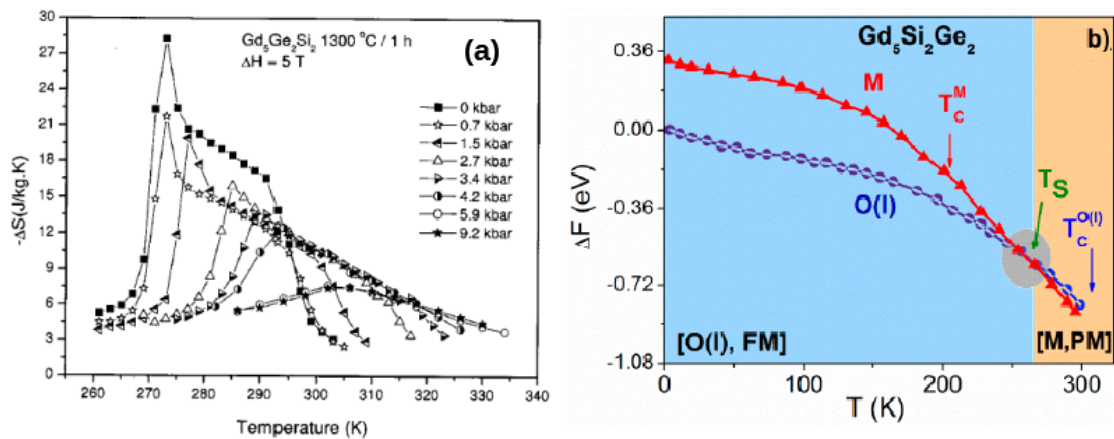 (a)
Gd₅Ge₂Si₂ 1300 °C / 1 h
ΔH = 5 T
0 kbar
0.7 kbar
1.5 kbar
2.7 kbar
3.4 kbar
4.2 kbar
5.9 kbar
9.2 kbar
-ΔS(J/kg.K)
30
27
24
21
18
15
12
9
6
3
0
260 270 280 290 300 310 320 330 340
Temperature (K)
b)
Gd₅Si₂Ge₂
M
T_C^M
O(I)
T_S
T_C^O(I)
[O(I), FM]
[M,PM]
ΔF (eV)
0.36
0.00
-0.36
-0.72
-1.08
0 100 200 300
T (K)